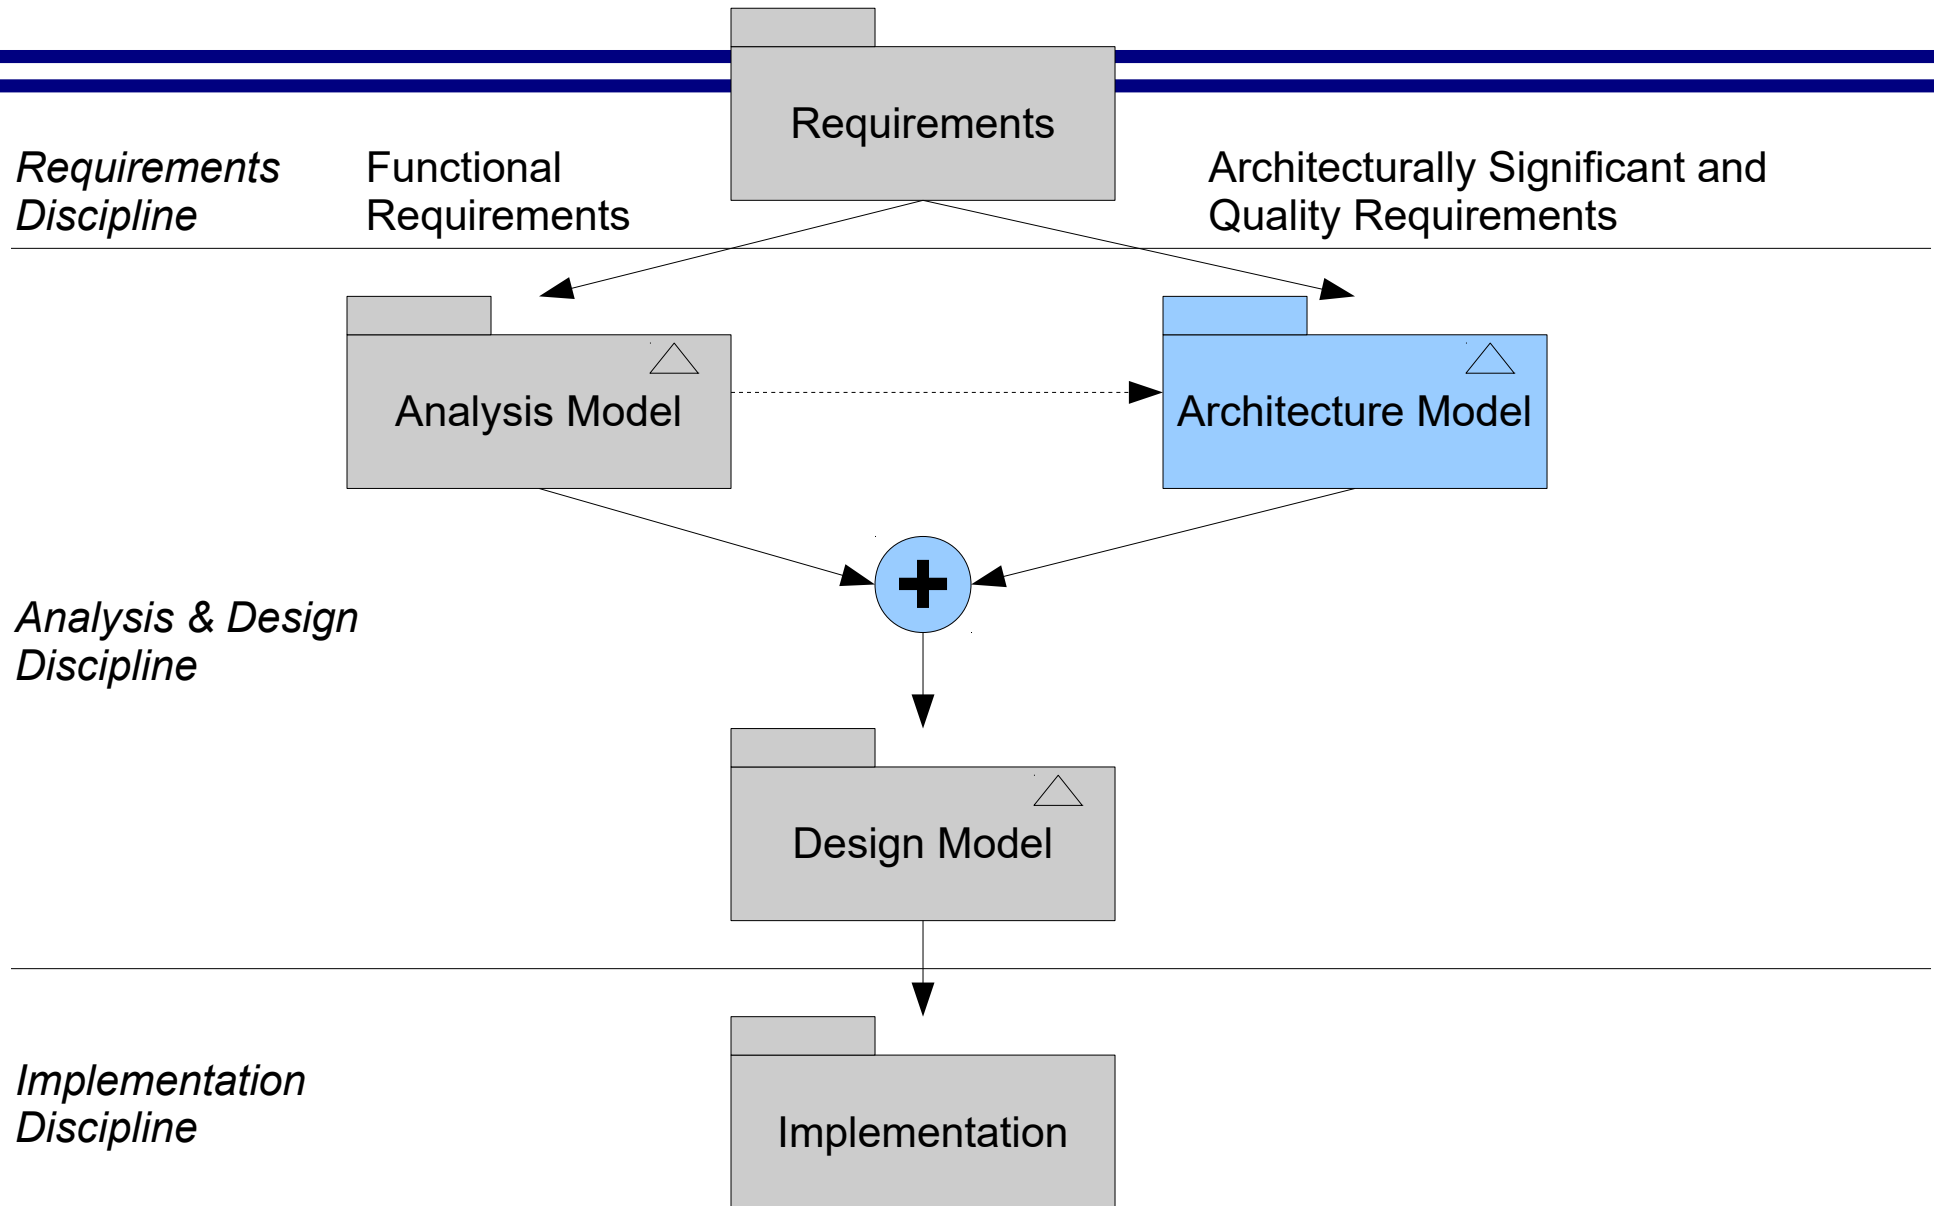 Requirements
Requirements
Discipline
Functional
Requirements
Architecturally Significant and
Quality Requirements
Analysis Model
Architecture Model
Analysis & Design
Discipline
Design Model
Implementation
Discipline
Implementation